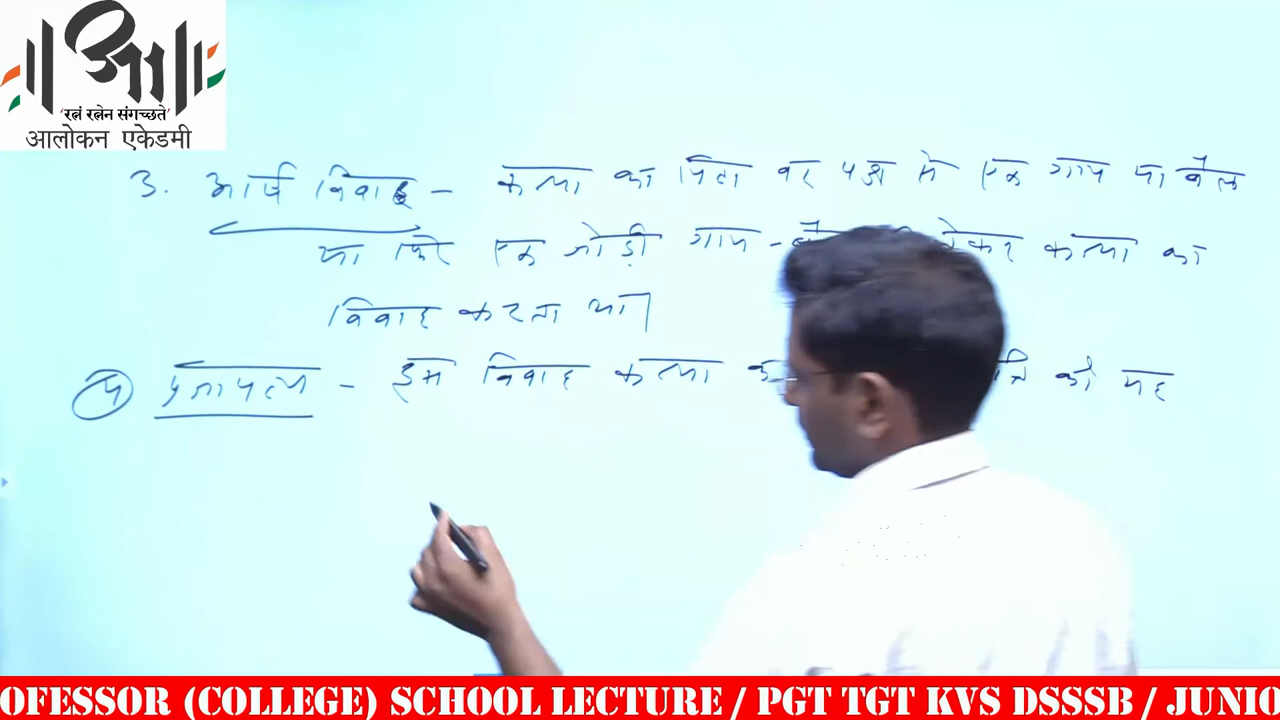 'रत्नं रत्नेन संगच्छते'
आलोकन एकेडमी
3. आर्ष विवाह - कन्या का पिता वर पक्ष से एक गाय या बैल
या फिर एक जोड़ी गाय - लेकर कन्या का
विवाह करता था।
4 प्रजापत्य - इस विवाह कन्या को यह
OFESSOR (COLLEGE) SCHOOL LECTURE / PGT TGT KVS DSSSB / JUNIO